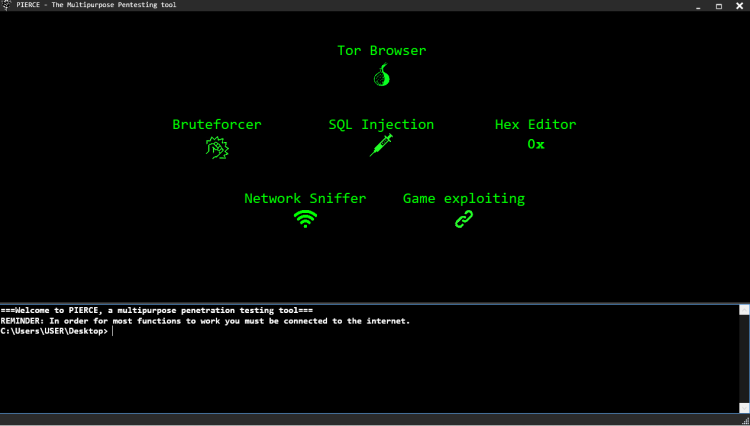 PIERCE - The Multipurpose Pentesting tool
Tor Browser
Bruteforcer SQL Injection Hex Editor
0x
Network Sniffer Game exploiting
===Welcome to PIERCE, a multipurpose penetration testing tool===
REMINDER: In order for most functions to work you must be connected to the internet.
C:\Users\USER\Desktop>